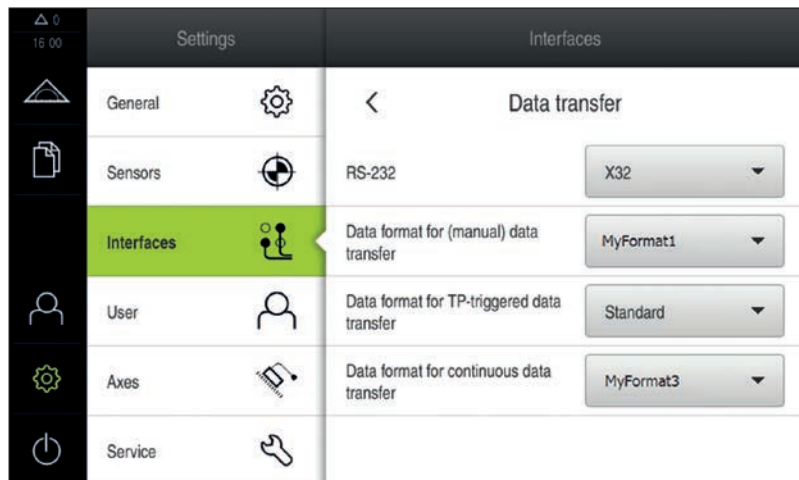 0
16 00
Settings
Interfaces
General
Sensors
Interfaces
User
Axes
Service
Data transfer
RS-232
X32
Data format for (manual) data
transfer
MyFormat1
Data format for TP-triggered data
transfer
Standard
Data format for continuous data
transfer
MyFormat3